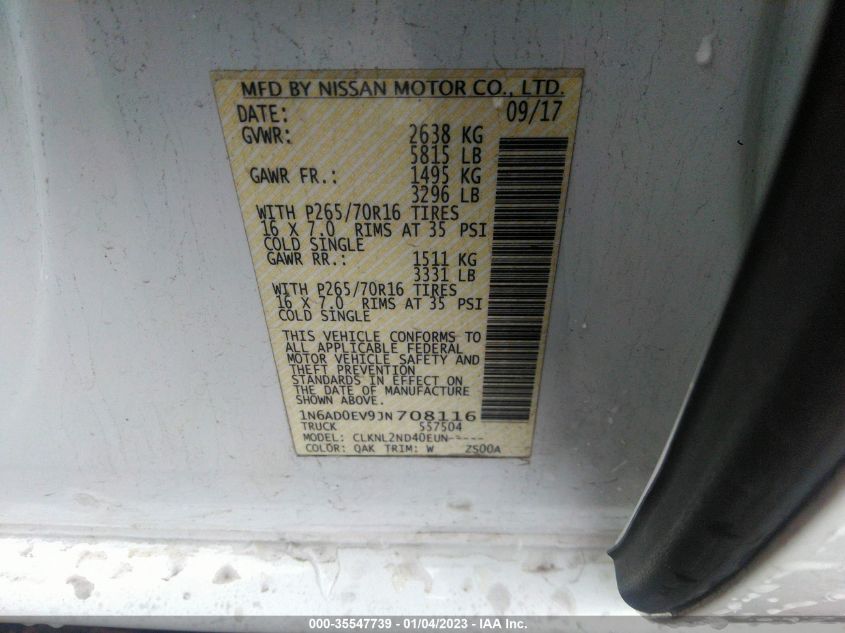 MFD BY NISSAN MOTOR CO., LTD.
DATE: 09/17
GVWR: 2638 KG
5815 LB
GAWR FR.: 1495 KG
3296 LB
WITH P265/70R16 TIRES
16 X 7.0 RIMS AT 35 PSI
COLD SINGLE
GAWR RR.: 1511 KG
3331 LB
WITH P265/70R16 TIRES
16 X 7.0 RIMS AT 35 PSI
COLD SINGLE
THIS VEHICLE CONFORMS TO
ALL APPLICABLE FEDERAL
MOTOR VEHICLE SAFETY AND
THEFT PREVENTION
STANDARDS IN EFFECT ON
THE DATE OF MANUFACTURE
SHOWN ABOVE.
1N6AD0EV9JN708116
TRUCK 557504
MODEL: CLKNL2ND40EUN-----
COLOR: QAK TRIM: W ZS00A
000-35547739 - 01/04/2023 - IAA Inc.